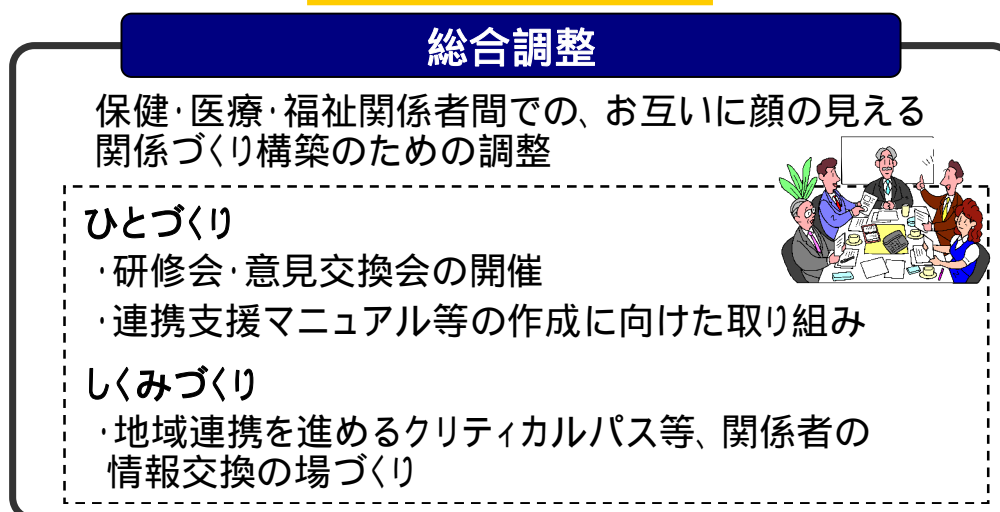 総合調整
保健・医療・福祉関係者間での、お互いに顔の見える
関係づくり構築のための調整
ひとづくり
・研修会・意見交換会の開催
・連携支援マニュアル等の作成に向けた取り組み
しくみづくり
・地域連携を進めるクリティカルパス等、関係者の
情報交換の場づくり